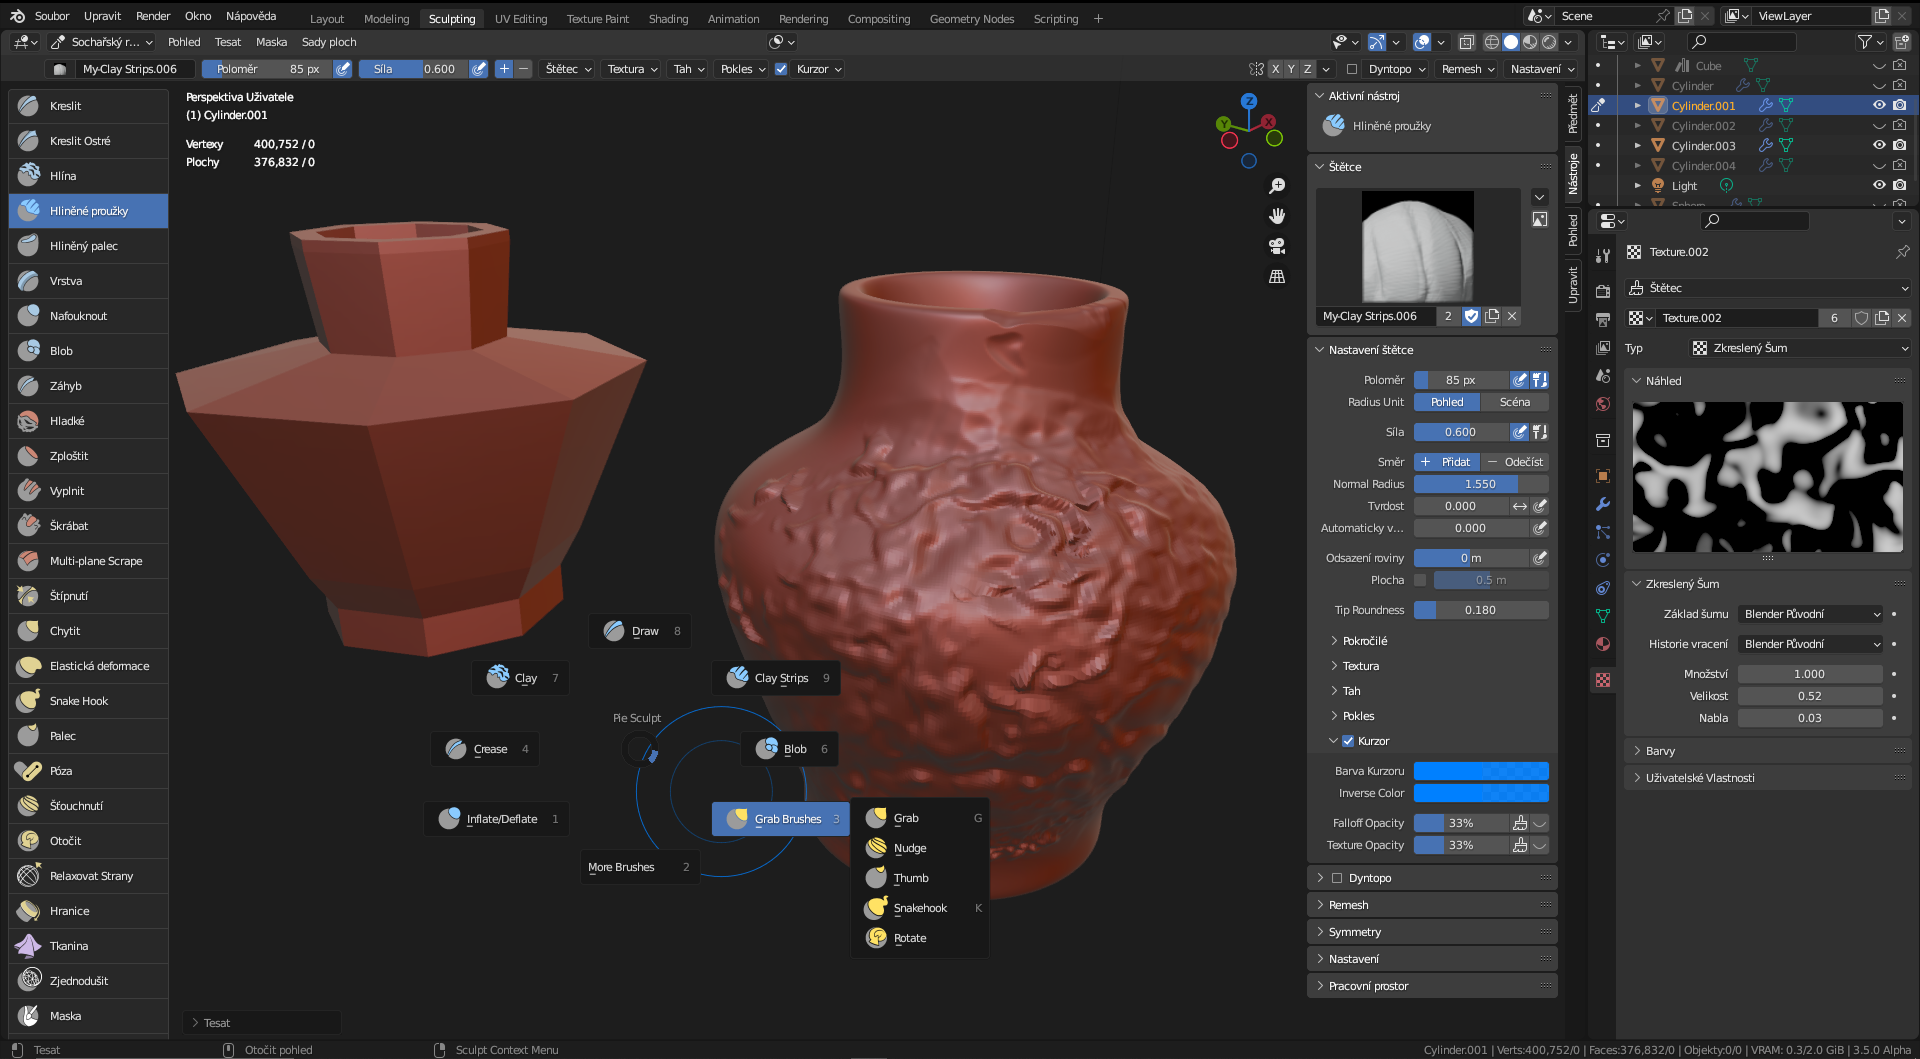 Soubor Upravit Render Okno Nápověda Layout Modeling Sculpting UV Editing Texture Paint Shading Animation Rendering Compositing Geometry Nodes Scripting + Scene ViewLayer
Sochařský r... Pohled Tesat Maska Sady ploch
My-Clay Strips.006 Poloměr 85 px Síla 0.600 + − Štětec Textura Tah Pokles Kurzor X Y Z Dyntopo Remesh Nastavení
Kreslit
Kreslit Ostré
Hlína
Hliněné proužky
Hliněný palec
Vrstva
Nafouknout
Blob
Záhyb
Hladké
Zploštit
Vyplnit
Škrábat
Multi-plane Scrape
Štípnutí
Chytit
Elastická deformace
Snake Hook
Palec
Póza
Šťouchnutí
Otočit
Relaxovat Strany
Hranice
Tkanina
Zjednodušit
Maska
Perspektiva Uživatele
(1) Cylinder.001
Vertexy 400,752 / 0
Plochy 376,832 / 0
Z
Y X
Draw 8
Clay 7
Clay Strips 9
Pie Sculpt
Crease 4
Blob 6
Inflate/Deflate 1
Grab Brushes 3
More Brushes 2
Grab G
Nudge
Thumb
Snakehook K
Rotate
Tesat
Aktivní nástroj
Hliněné proužky
Štětce
My-Clay Strips.006 2
Nastavení štětce
Poloměr 85 px
Radius Unit Pohled Scéna
Síla 0.600
Směr + Přidat − Odečíst
Normal Radius 1.550
Tvrdost 0.000
Automaticky v... 0.000
Odsazení roviny 0 m
Plocha 0.5 m
Tip Roundness 0.180
Pokročilé
Textura
Tah
Pokles
Kurzor
Barva Kurzoru
Inverse Color
Falloff Opacity 33%
Texture Opacity 33%
Dyntopo
Remesh
Symmetry
Nastavení
Pracovní prostor
Předmět
Nástroje
Pohled
Upravit
Cube
Cylinder
Cylinder.001
Cylinder.002
Cylinder.003
Cylinder.004
Light
Sphere
Texture.002
Štětec
Texture.002 6
Typ Zkreslený Šum
Náhled
Zkreslený Šum
Základ šumu Blender Původní
Historie vracení Blender Původní
Množství 1.000
Velikost 0.52
Nabla 0.03
Barvy
Uživatelské Vlastnosti
Tesat Otočit pohled Sculpt Context Menu Cylinder.001 | Verts:400,752/0 | Faces:376,832/0 | Objekty:0/0 | VRAM: 0.3/2.0 GiB | 3.5.0 Alpha